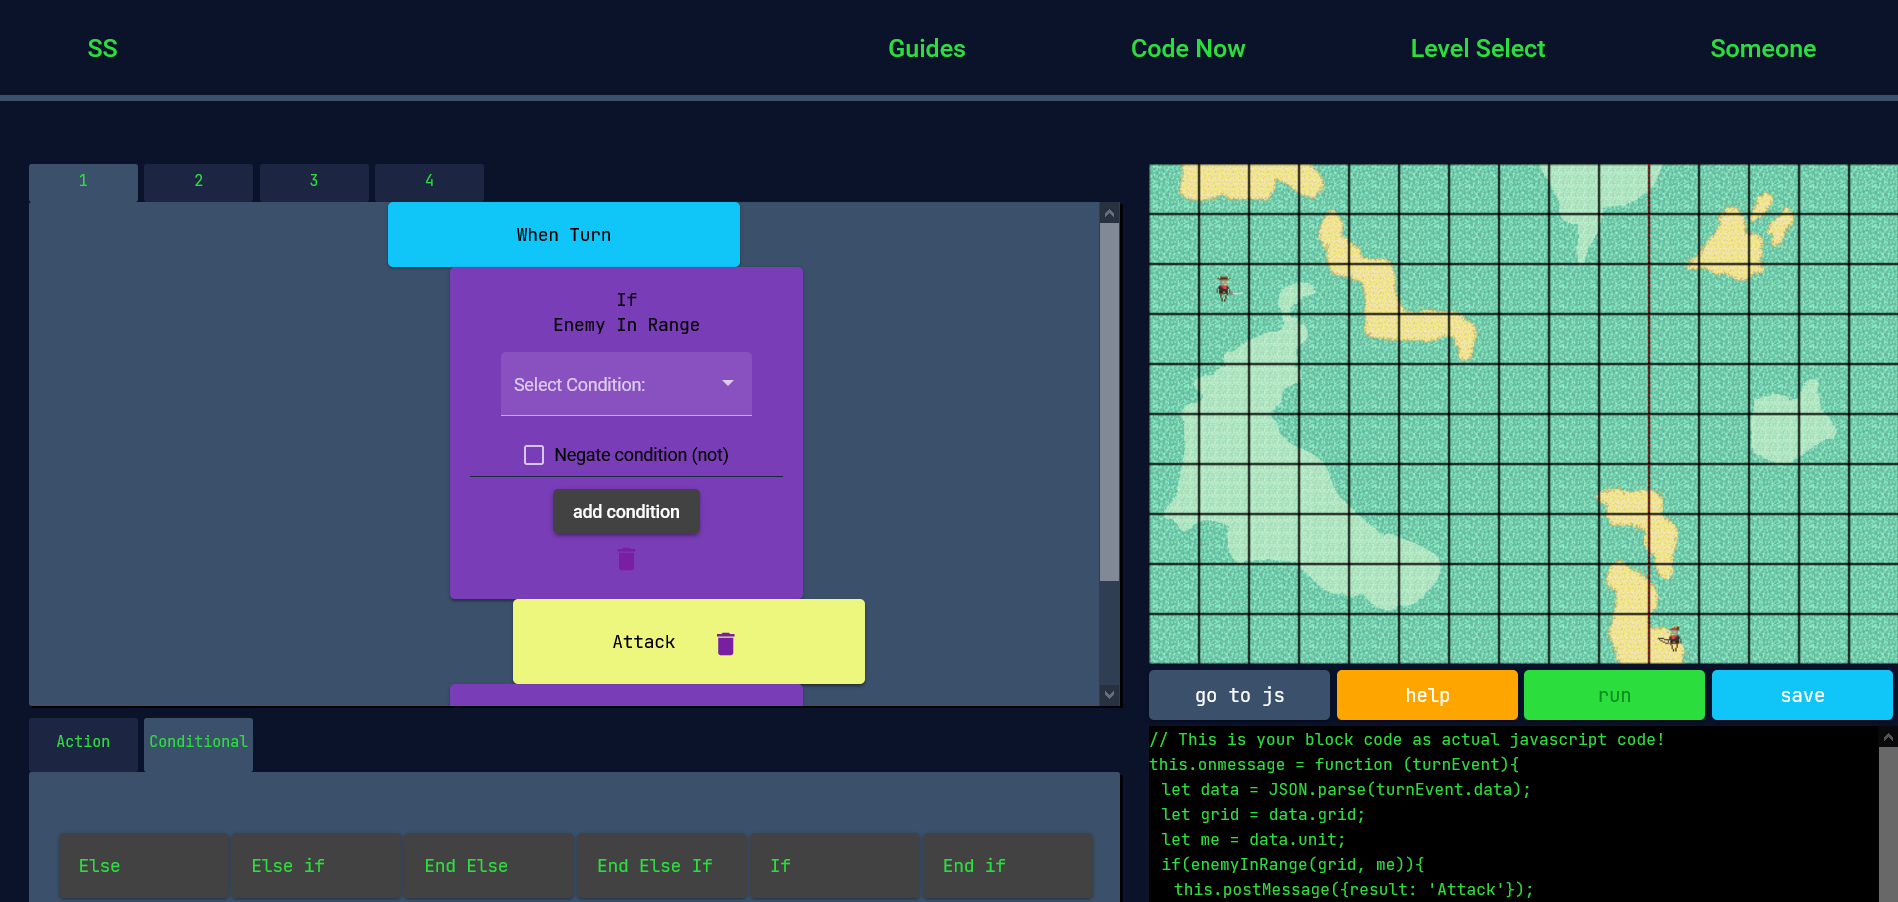 SS
Guides
Code Now
Level Select
Someone
1
2
3
4
When Turn
If
Enemy In Range
Select Condition:
Negate condition (not)
add condition
Attack
Action
Conditional
Else
Else if
End Else
End Else If
If
End if
go to js
help
run
save
// This is your block code as actual javascript code!
this.onmessage = function (turnEvent){
let data = JSON.parse(turnEvent.data);
let grid = data.grid;
let me = data.unit;
if(enemyInRange(grid, me)){
this.postMessage({result: 'Attack'});